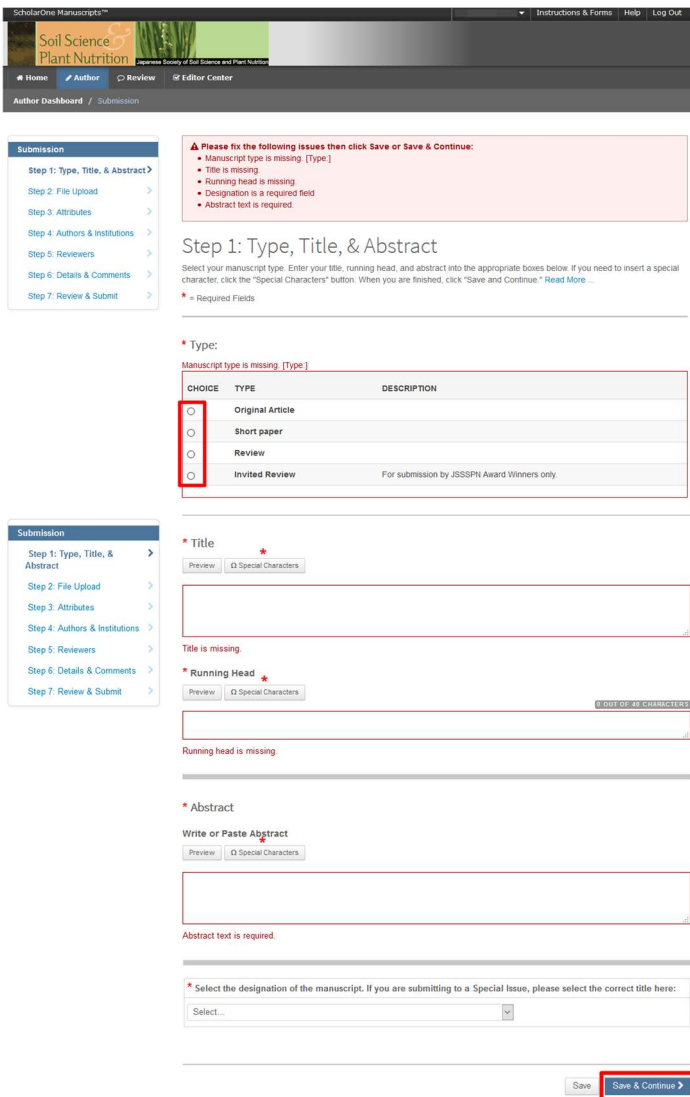 ScholarOne Manuscripts™
Instructions & Forms Help Log Out
Soil Science &
Plant Nutrition Japanese Society of Soil Science and Plant Nutrition
Home Author Review Editor Center
Author Dashboard / Submission
Submission
Step 1: Type, Title, & Abstract
Step 2: File Upload
Step 3: Attributes
Step 4: Authors & Institutions
Step 5: Reviewers
Step 6: Details & Comments
Step 7: Review & Submit
Please fix the following issues then click Save or Save & Continue:
• Manuscript type is missing. [Type:]
• Title is missing.
• Running head is missing.
• Designation is a required field
• Abstract text is required.
Step 1: Type, Title, & Abstract
Select your manuscript type. Enter your title, running head, and abstract into the appropriate boxes below. If you need to insert a special
character, click the "Special Characters" button. When you are finished, click "Save and Continue." Read More ...
* = Required Fields
* Type:
Manuscript type is missing. [Type:]
CHOICE TYPE DESCRIPTION
Original Article
Short paper
Review
Invited Review For submission by JSSSPN Award Winners only.
Submission
Step 1: Type, Title, &
Abstract
Step 2: File Upload
Step 3: Attributes
Step 4: Authors & Institutions
Step 5: Reviewers
Step 6: Details & Comments
Step 7: Review & Submit
* Title
*
Preview Ω Special Characters
Title is missing.
* Running Head
*
Preview Ω Special Characters
0 OUT OF 40 CHARACTERS
Running head is missing.
* Abstract
Write or Paste Abstract
*
Preview Ω Special Characters
Abstract text is required.
* Select the designation of the manuscript. If you are submitting to a Special Issue, please select the correct title here:
Select...
Save Save & Continue